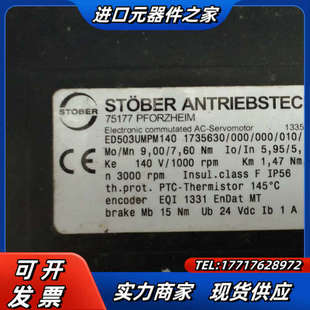 进口元器件之家
STÖBER
STÖBER ANTRIEBSTEC
75177 PFORZHEIM
Electronic commutated AC-Servomotor 1335
ED503UMPM140 1735630/000/000/010/
Mo/Mn 9,00/7,60 Nm Io/In 5,95/5,
Ke 140 V/1000 rpm Km 1,47 Nm
n 3000 rpm Insul.class F IP56
th.prot. PTC-Thermistor 145°C
encoder EQI 1331 EnDat MT
brake Mb 15 Nm Ub 24 Vdc Ib 1 A
可开发票
TEL:17717628972
实力商家 现货供应